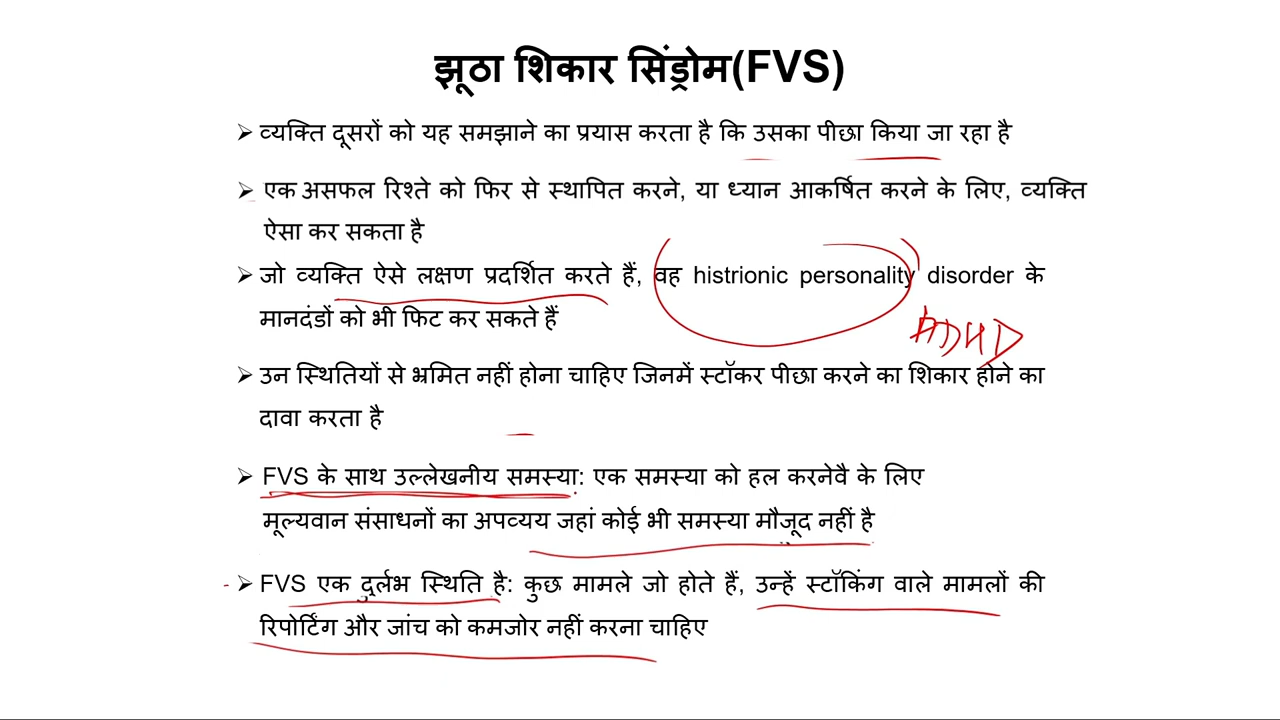 झूठा शिकार सिंड्रोम(FVS)
➢ व्यक्ति दूसरों को यह समझाने का प्रयास करता है कि उसका पीछा किया जा रहा है
➢ एक असफल रिश्ते को फिर से स्थापित करने, या ध्यान आकर्षित करने के लिए, व्यक्ति
ऐसा कर सकता है
➢ जो व्यक्ति ऐसे लक्षण प्रदर्शित करते हैं, वह histrionic personality disorder के
मानदंडों को भी फिट कर सकते हैं
➢ उन स्थितियों से भ्रमित नहीं होना चाहिए जिनमें स्टॉकर पीछा करने का शिकार होने का
दावा करता है
➢ FVS के साथ उल्लेखनीय समस्या: एक समस्या को हल करनेवै के लिए
मूल्यवान संसाधनों का अपव्यय जहां कोई भी समस्या मौजूद नहीं है
➢ FVS एक दुर्लभ स्थिति है: कुछ मामले जो होते हैं, उन्हें स्टॉकिंग वाले मामलों की
रिपोर्टिंग और जांच को कमजोर नहीं करना चाहिए